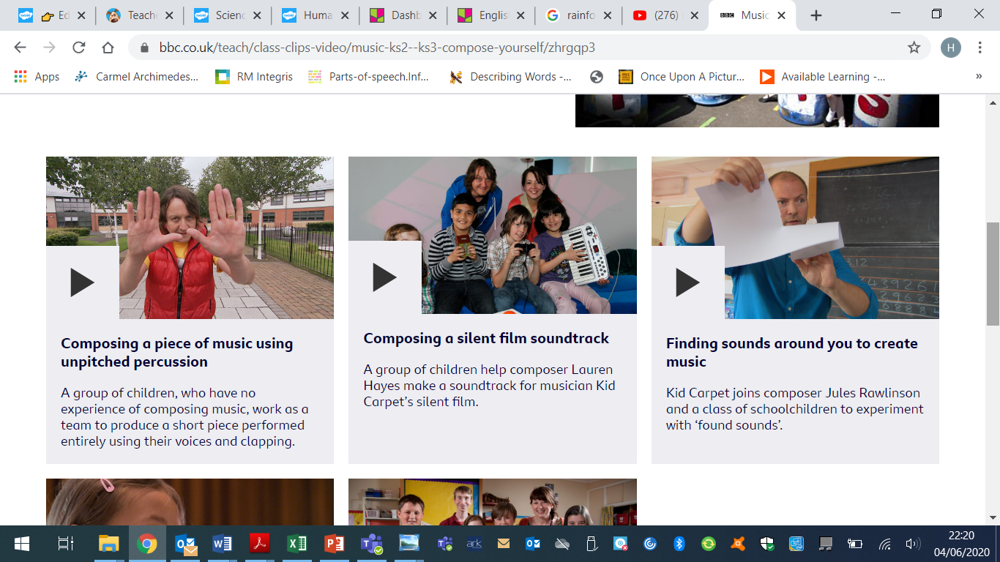 Ed
Teache
Scienc
Huma
Dashb
English
rainfo
(276)
BBC
Music
bbc.co.uk/teach/class-clips-video/music-ks2--ks3-compose-yourself/zhrgqp3
H
Apps
Carmel Archimedes...
RM Integris
Parts-of-speech.Inf...
Describing Words -...
Once Upon A Pictur...
Available Learning -...
»
Composing a piece of music using
unpitched percussion
A group of children, who have no
experience of composing music, work as a
team to produce a short piece performed
entirely using their voices and clapping.
Composing a silent film soundtrack
A group of children help composer Lauren
Hayes make a soundtrack for musician Kid
Carpet’s silent film.
Finding sounds around you to create
music
Kid Carpet joins composer Jules Rawlinson
and a class of schoolchildren to experiment
with ‘found sounds’.
ark
22:20
04/06/2020